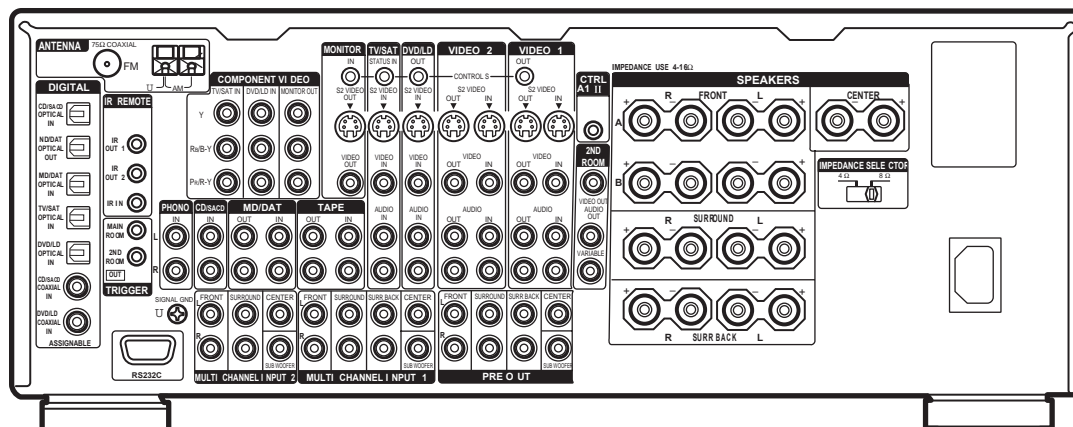 ANTENNA
75Ω COAXIAL
FM
AM
DIGITAL
CD/SACD
OPTICAL
IN
ND/DAT
OPTICAL
OUT
MD/DAT
OPTICAL
IN
TV/SAT
OPTICAL
IN
DVD/LD
OPTICAL
IN
CD/SACD
COAXIAL
IN
DVD/LD
COAXIAL
IN
ASSIGNABLE
IR REMOTE
IR
OUT 1
IR
OUT 2
IR IN
MAIN
ROOM
2ND
ROOM
OUT
TRIGGER
RS232C
SIGNAL GND
COMPONENT VI DEO
TV/SAT IN DVD/LD IN MONITOR OUT
Y
PB/B-Y
PR/R-Y
MONITOR TV/SAT DVD/LD VIDEO 2 VIDEO 1
IN STATUS IN OUT OUT
CONTROL S
S2 VIDEO
OUT
S2 VIDEO
IN
S2 VIDEO
IN
S2 VIDEO
OUT IN
S2 VIDEO
OUT IN
VIDEO
OUT
VIDEO
IN
VIDEO
IN
VIDEO
OUT IN
VIDEO
OUT IN
PHONO CD/SACD MD/DAT TAPE
IN IN OUT IN OUT IN
L
R
AUDIO
IN
AUDIO
IN
AUDIO
OUT IN
AUDIO
OUT IN
CTRL
A1 II
2ND
ROOM
VIDEO OUT
AUDIO
OUT
VARIABLE
FRONT SURROUND CENTER
L
R
SUB WOOFER
MULTI CHANNEL I NPUT 2
FRONT SURROUND SURR BACK CENTER
L
R
SUB WOOFER
MULTI CHANNEL I NPUT 1
FRONT SURROUND SURR BACK CENTER
L
R
SUB WOOFER
PRE O UT
IMPEDANCE USE 4-16Ω
SPEAKERS
R FRONT L
CENTER
+ − − +
A
B
R SURROUND L
R SURR BACK L
IMPEDANCE SELE CTOR
4 Ω 8 Ω